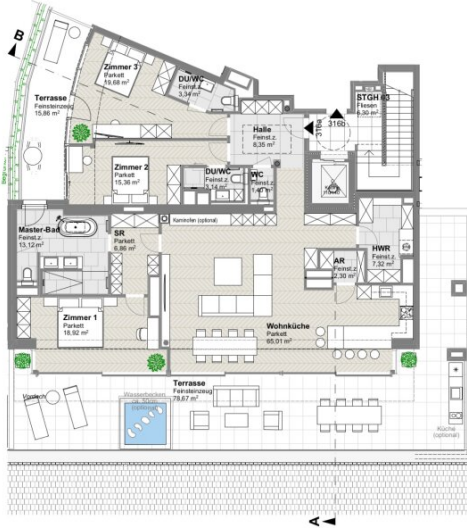 B
Zimmer 3
Parkett
19,68 m²
DU/WC
Feinst.z.
3,34 m²
Terrasse
Feinsteinzeug
15,86 m²
STGH 03
Fliesen
6,30 m²
316a
316b
Halle
Feinst.z.
8,35 m²
Zimmer 2
Parkett
15,36 m²
DU/WC
Feinst.z.
3,14 m²
WC
Feinst.z.
Kaminofen (optional)
Master-Bad
Feinst.z.
13,12 m²
SR
Parkett
6,86 m²
HWR
Feinst.z.
7,32 m²
AR
Feinst.z.
2,30 m²
Zimmer 1
Parkett
18,92 m²
Wohnküche
Parkett
65,01 m²
Terrasse
Feinsteinzeug
78,67 m²
Wasserbecken
ca. 50cm
(optional)
Küche
(optional)
A